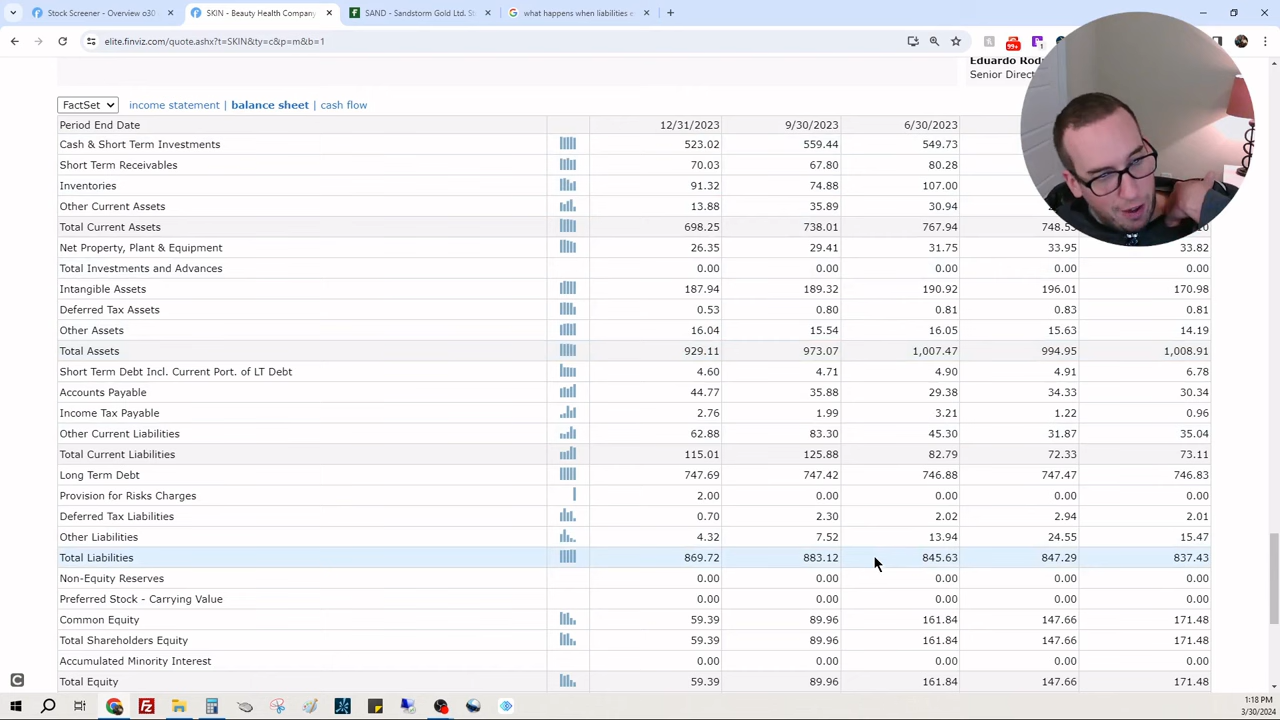 Stock Screener - Overview o30
SKIN - Beauty Health Company
SAND - Sandstorm Gold Ltd. S
what happens when liabilities e
elite.finviz.com/quote.ashx?t=SKIN&ty=c&p=m&b=1
99+
1
Eduardo Rod
Senior Direct
FactSet income statement | balance sheet | cash flow
Period End Date 12/31/2023 9/30/2023 6/30/2023
Cash & Short Term Investments 523.02 559.44 549.73
Short Term Receivables 70.03 67.80 80.28
Inventories 91.32 74.88 107.00
Other Current Assets 13.88 35.89 30.94
Total Current Assets 698.25 738.01 767.94 748.5
Net Property, Plant & Equipment 26.35 29.41 31.75 33.95 33.82
Total Investments and Advances 0.00 0.00 0.00 0.00 0.00
Intangible Assets 187.94 189.32 190.92 196.01 170.98
Deferred Tax Assets 0.53 0.80 0.81 0.83 0.81
Other Assets 16.04 15.54 16.05 15.63 14.19
Total Assets 929.11 973.07 1,007.47 994.95 1,008.91
Short Term Debt Incl. Current Port. of LT Debt 4.60 4.71 4.90 4.91 6.78
Accounts Payable 44.77 35.88 29.38 34.33 30.34
Income Tax Payable 2.76 1.99 3.21 1.22 0.96
Other Current Liabilities 62.88 83.30 45.30 31.87 35.04
Total Current Liabilities 115.01 125.88 82.79 72.33 73.11
Long Term Debt 747.69 747.42 746.88 747.47 746.83
Provision for Risks Charges 2.00 0.00 0.00 0.00 0.00
Deferred Tax Liabilities 0.70 2.30 2.02 2.94 2.01
Other Liabilities 4.32 7.52 13.94 24.55 15.47
Total Liabilities 869.72 883.12 845.63 847.29 837.43
Non-Equity Reserves 0.00 0.00 0.00 0.00 0.00
Preferred Stock - Carrying Value 0.00 0.00 0.00 0.00 0.00
Common Equity 59.39 89.96 161.84 147.66 171.48
Total Shareholders Equity 59.39 89.96 161.84 147.66 171.48
Accumulated Minority Interest 0.00 0.00 0.00 0.00 0.00
Total Equity 59.39 89.96 161.84 147.66 171.48
1:18 PM
3/30/2024